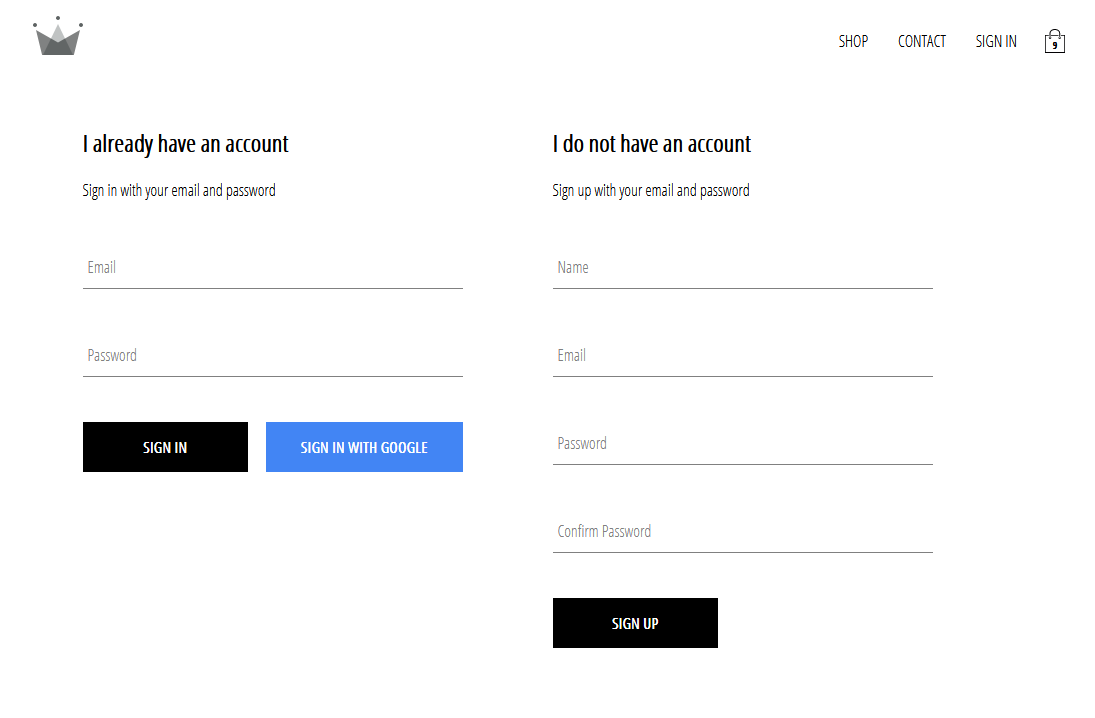 SHOP CONTACT SIGN IN 9
I already have an account
Sign in with your email and password
Email
Password
SIGN IN SIGN IN WITH GOOGLE
I do not have an account
Sign up with your email and password
Name
Email
Password
Confirm Password
SIGN UP